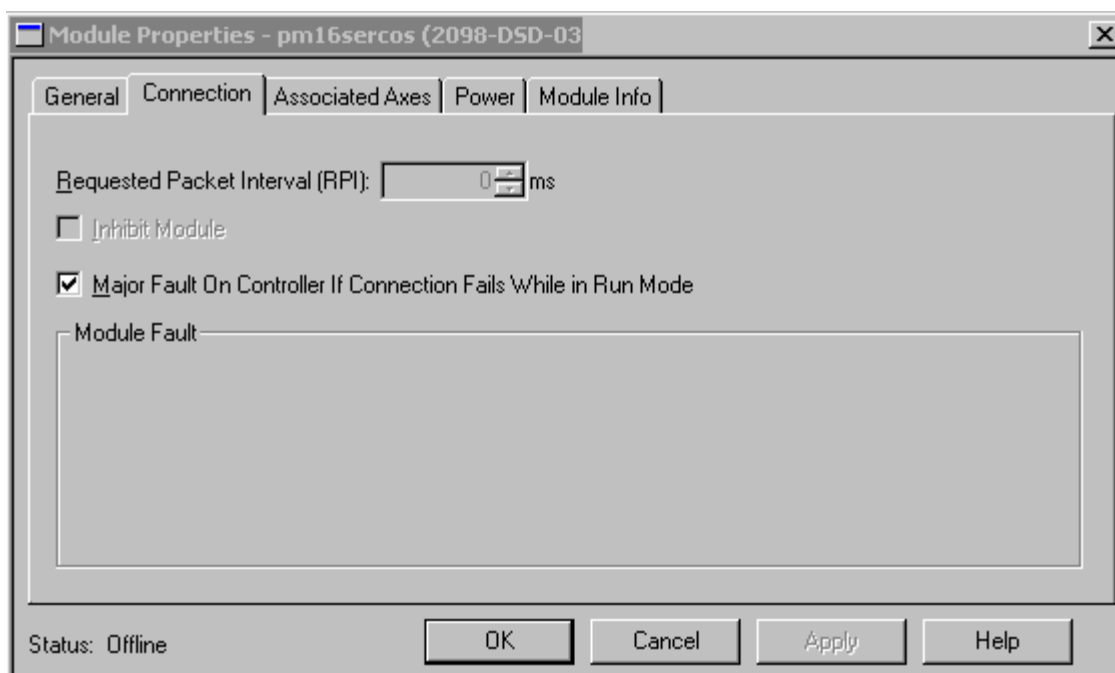 Module Properties - pm16sercos (2098-DSD-03
General Connection Associated Axes Power Module Info
Requested Packet Interval (RPI): 0 ms
Inhibit Module
Major Fault On Controller If Connection Fails While in Run Mode
Module Fault
Status: Offline OK Cancel Apply Help